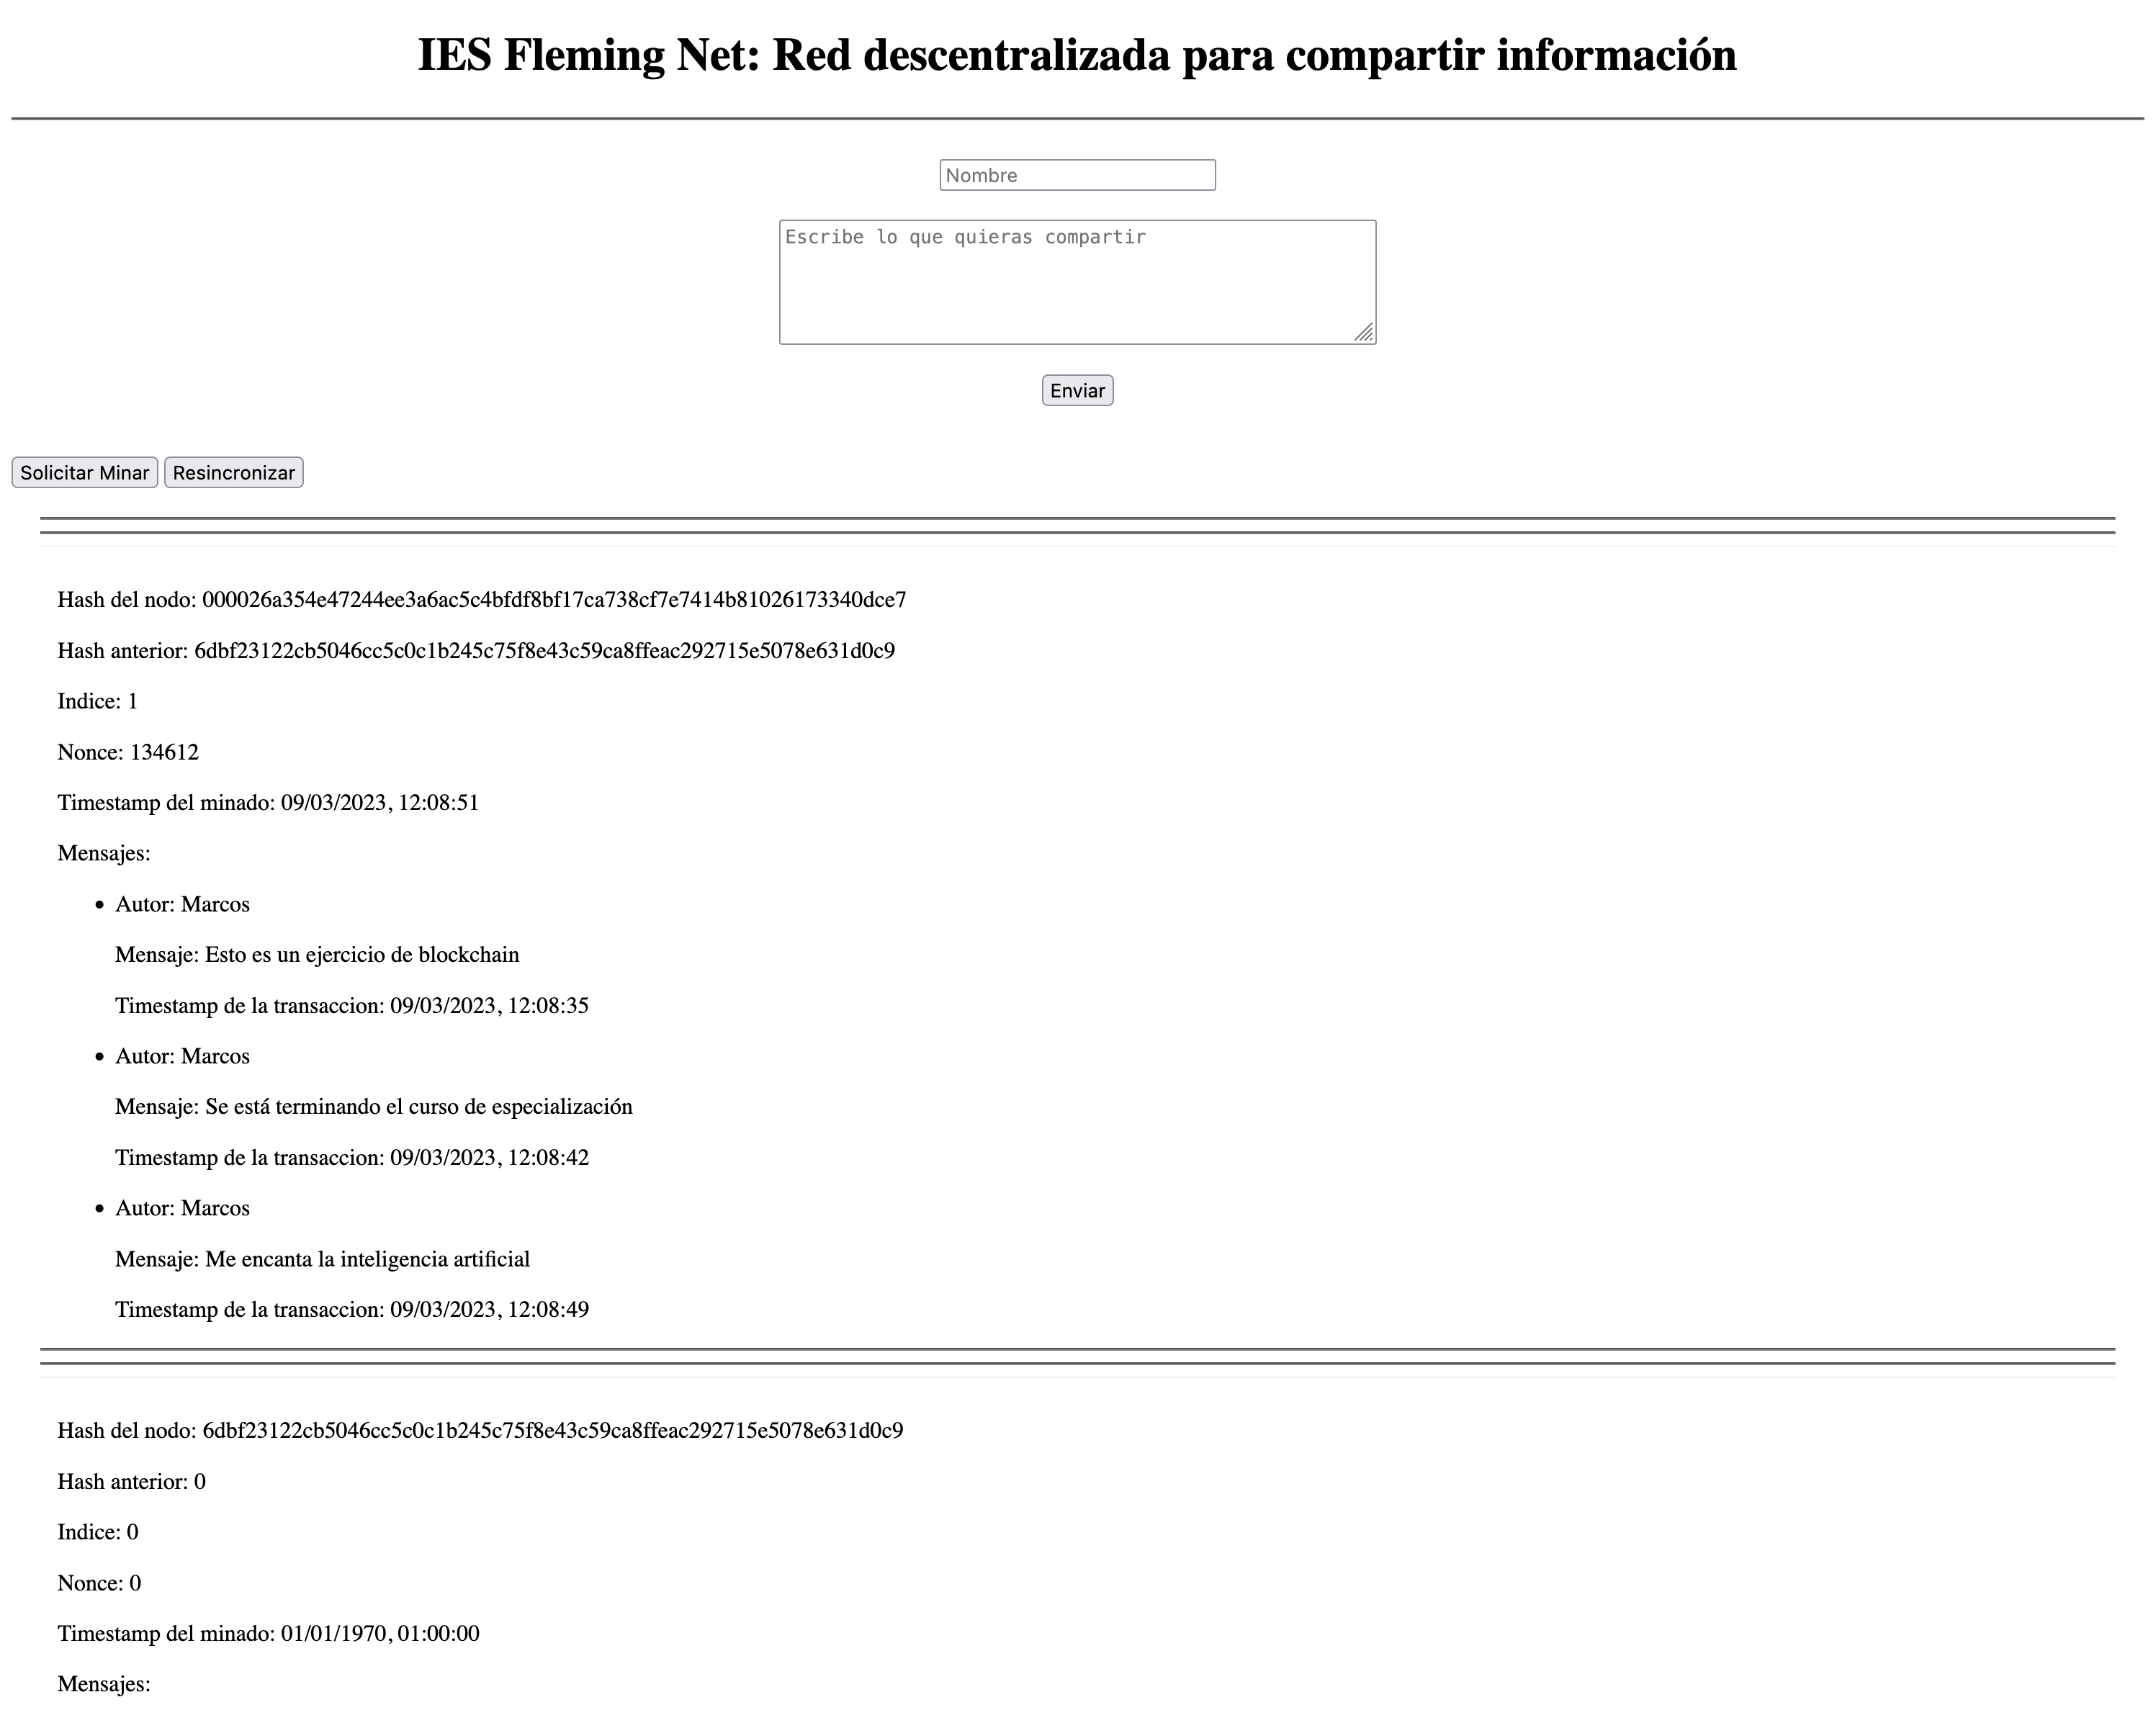 IES Fleming Net: Red descentralizada para compartir información
Nombre
Escribe lo que quieras compartir
Enviar
Solicitar Minar Resincronizar
Hash del nodo: 000026a354e47244ee3a6ac5c4bfdf8bf17ca738cf7e7414b81026173340dce7
Hash anterior: 6dbf23122cb5046cc5c0c1b245c75f8e43c59ca8ffeac292715e5078e631d0c9
Indice: 1
Nonce: 134612
Timestamp del minado: 09/03/2023, 12:08:51
Mensajes:
Autor: Marcos
Mensaje: Esto es un ejercicio de blockchain
Timestamp de la transaccion: 09/03/2023, 12:08:35
Autor: Marcos
Mensaje: Se está terminando el curso de especialización
Timestamp de la transaccion: 09/03/2023, 12:08:42
Autor: Marcos
Mensaje: Me encanta la inteligencia artificial
Timestamp de la transaccion: 09/03/2023, 12:08:49
Hash del nodo: 6dbf23122cb5046cc5c0c1b245c75f8e43c59ca8ffeac292715e5078e631d0c9
Hash anterior: 0
Indice: 0
Nonce: 0
Timestamp del minado: 01/01/1970, 01:00:00
Mensajes: